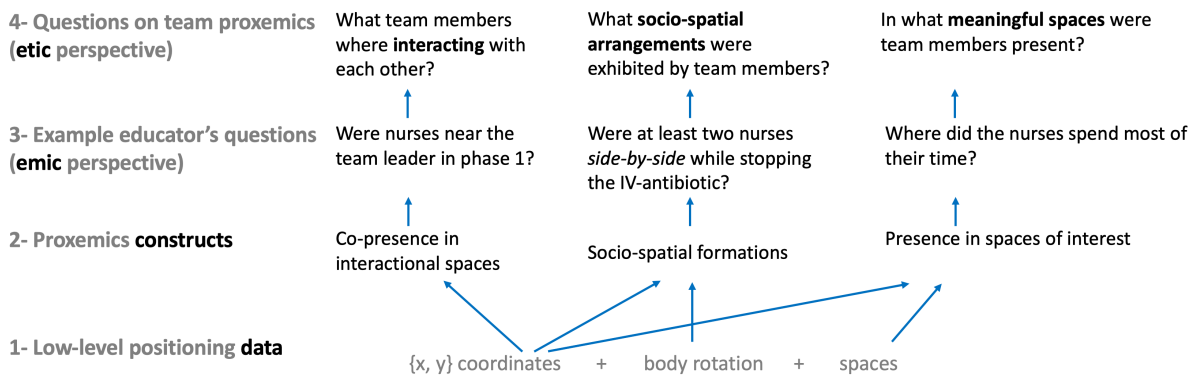 4- Questions on team proxemics
(etic perspective)
What team members
where interacting with
each other?
What socio-spatial
arrangements were
exhibited by team members?
In what meaningful spaces were
team members present?
3- Example educator's questions
(emic perspective)
Were nurses near the
team leader in phase 1?
Were at least two nurses
side-by-side while stopping
the IV-antibiotic?
Where did the nurses spend most of
their time?
2- Proxemics constructs
Co-presence in
interactional spaces
Socio-spatial formations
Presence in spaces of interest
1- Low-level positioning data
{x, y} coordinates + body rotation + spaces